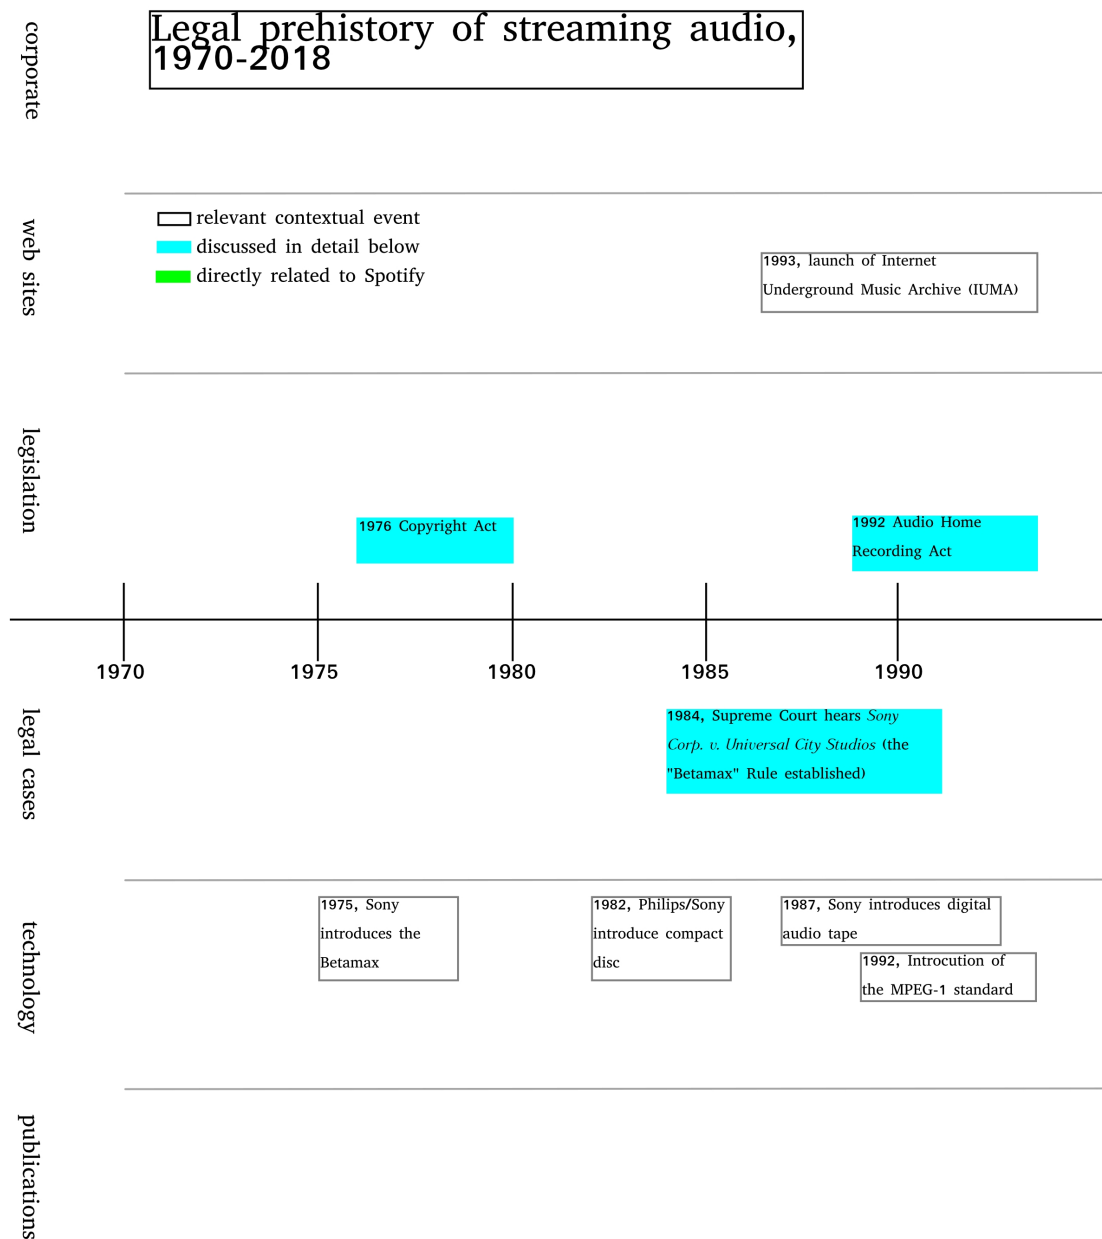 corporate
Legal prehistory of streaming audio,
1970-2018
web sites
relevant contextual event
discussed in detail below
directly related to Spotify
1993, launch of Internet
Underground Music Archive (IUMA)
legislation
1976 Copyright Act
1992 Audio Home
Recording Act
1970
1975
1980
1985
1990
legal cases
1984, Supreme Court hears Sony
Corp. v. Universal City Studios (the
"Betamax" Rule established)
technology
1975, Sony
introduces the
Betamax
1982, Philips/Sony
introduce compact
disc
1987, Sony introduces digital
audio tape
1992, Introcution of
the MPEG-1 standard
publications